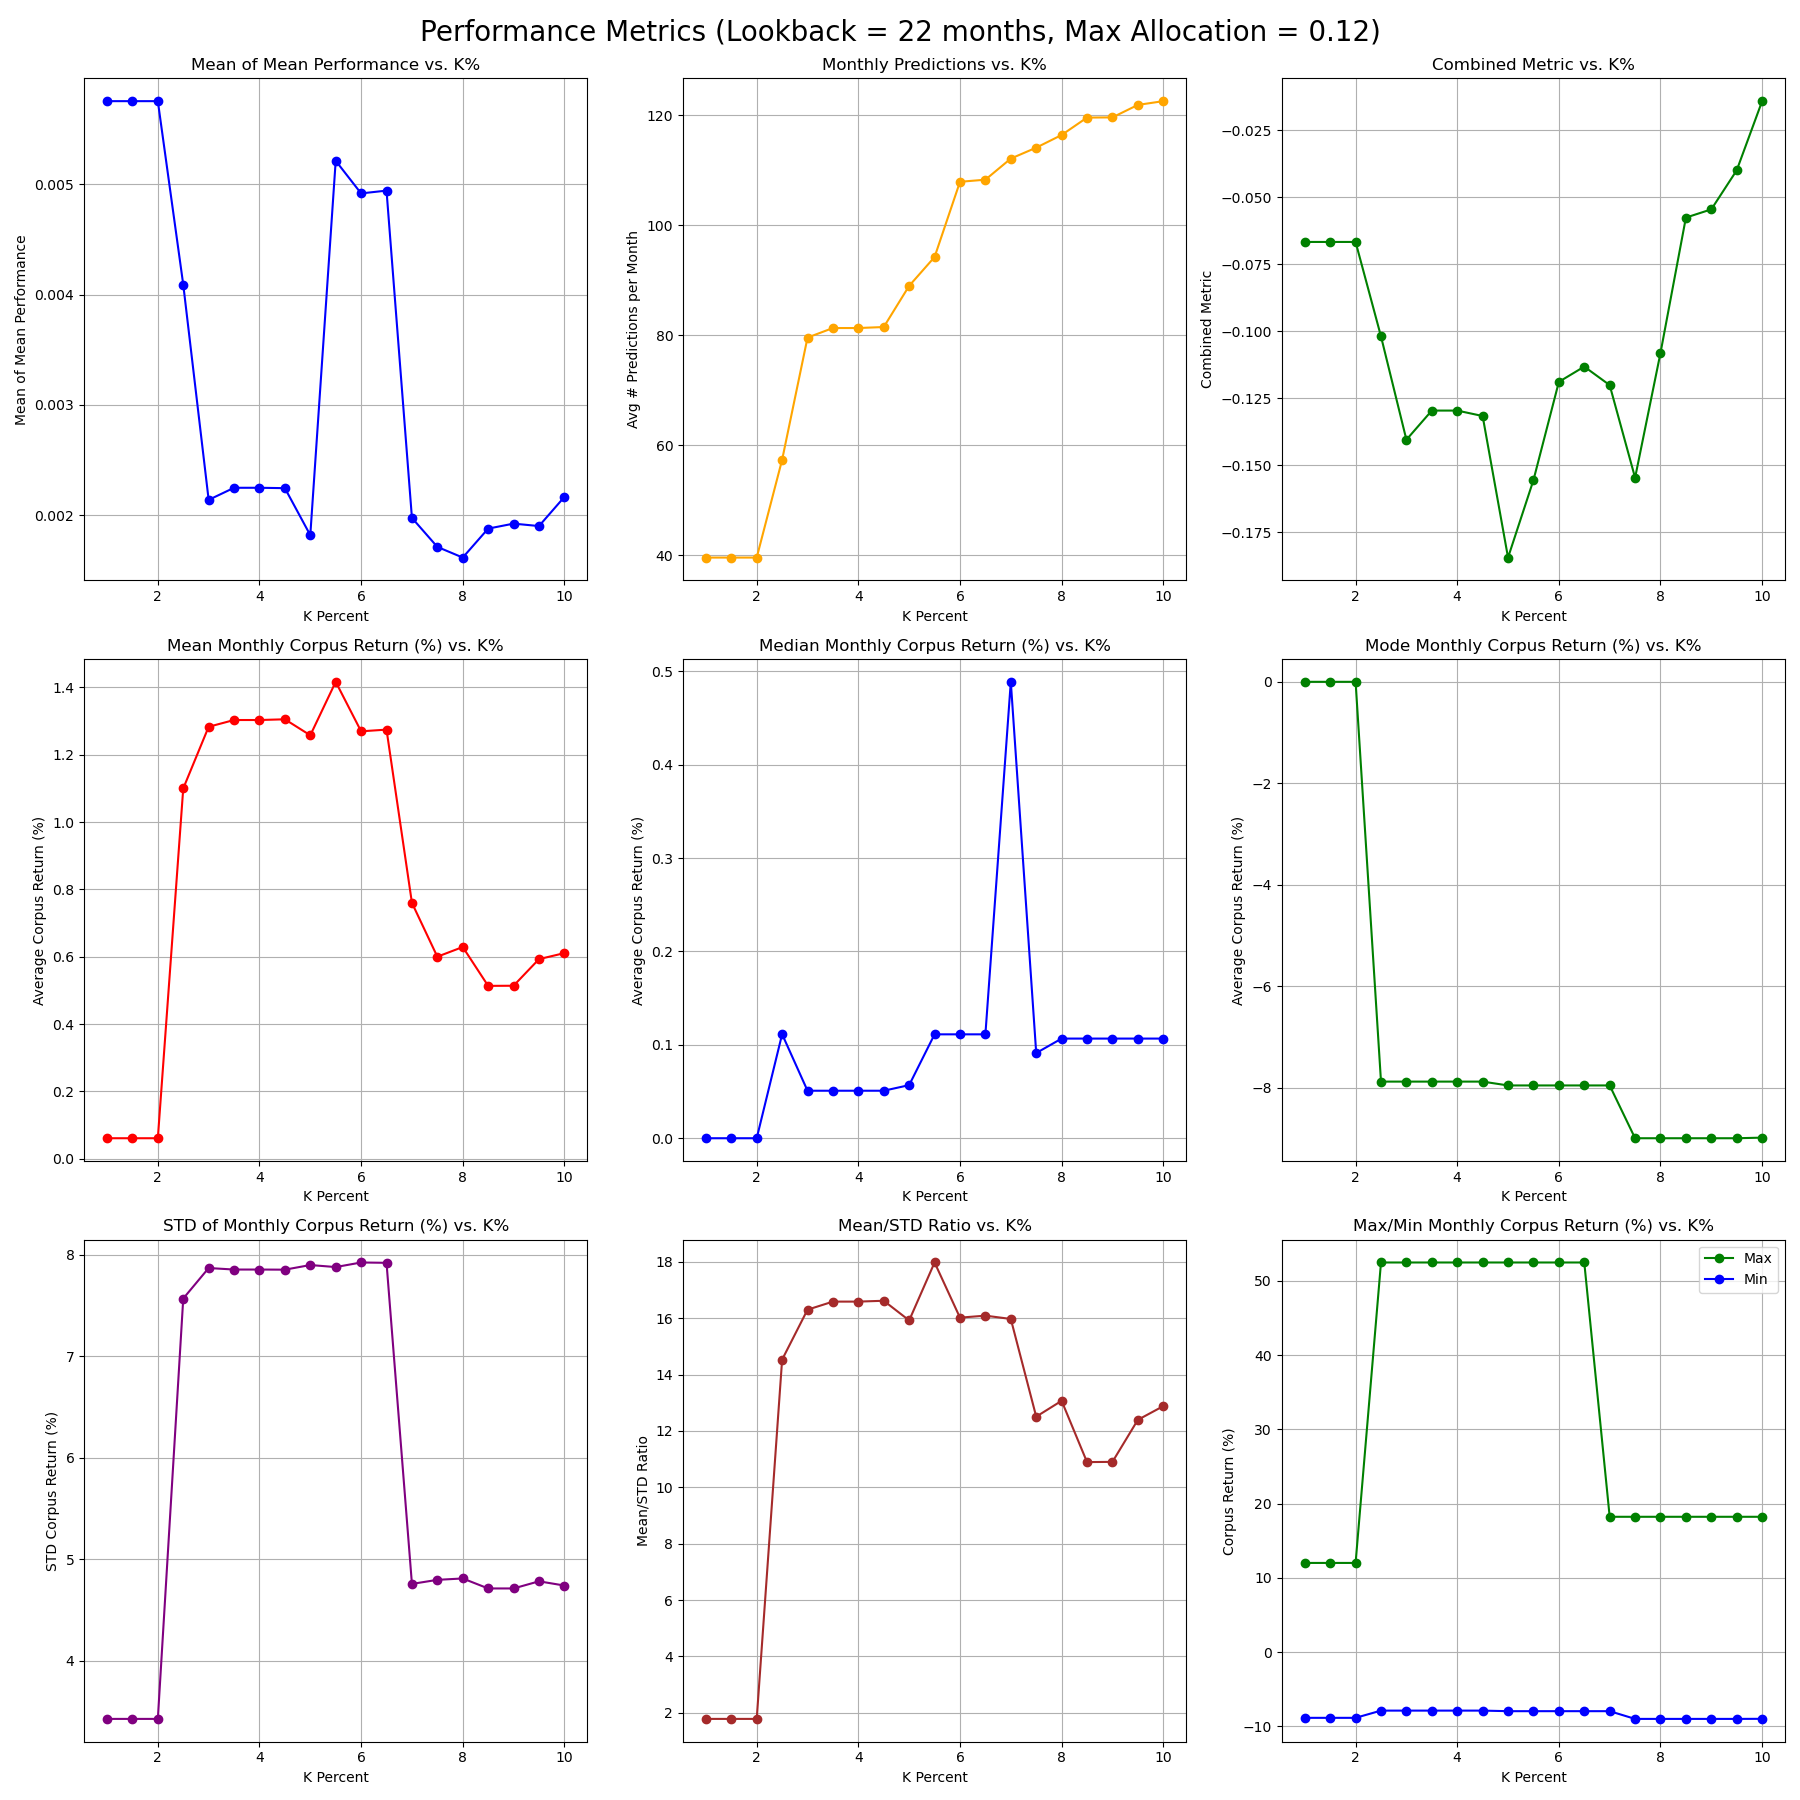 Performance Metrics (Lookback = 22 months, Max Allocation = 0.12)
Mean of Mean Performance vs. K%
Mean of Mean Performance
0.005
0.004
0.003
0.002
2 4 6 8 10
K Percent
Monthly Predictions vs. K%
Avg # Predictions per Month
120
100
80
60
40
2 4 6 8 10
K Percent
Combined Metric vs. K%
Combined Metric
−0.025
−0.050
−0.075
−0.100
−0.125
−0.150
−0.175
2 4 6 8 10
K Percent
Mean Monthly Corpus Return (%) vs. K%
Average Corpus Return (%)
1.4
1.2
1.0
0.8
0.6
0.4
0.2
0.0
2 4 6 8 10
K Percent
Median Monthly Corpus Return (%) vs. K%
Average Corpus Return (%)
0.5
0.4
0.3
0.2
0.1
0.0
2 4 6 8 10
K Percent
Mode Monthly Corpus Return (%) vs. K%
Average Corpus Return (%)
0
−2
−4
−6
−8
2 4 6 8 10
K Percent
STD of Monthly Corpus Return (%) vs. K%
STD Corpus Return (%)
8
7
6
5
4
2 4 6 8 10
K Percent
Mean/STD Ratio vs. K%
Mean/STD Ratio
18
16
14
12
10
8
6
4
2
2 4 6 8 10
K Percent
Max/Min Monthly Corpus Return (%) vs. K%
Corpus Return (%)
Max
Min
50
40
30
20
10
0
−10
2 4 6 8 10
K Percent